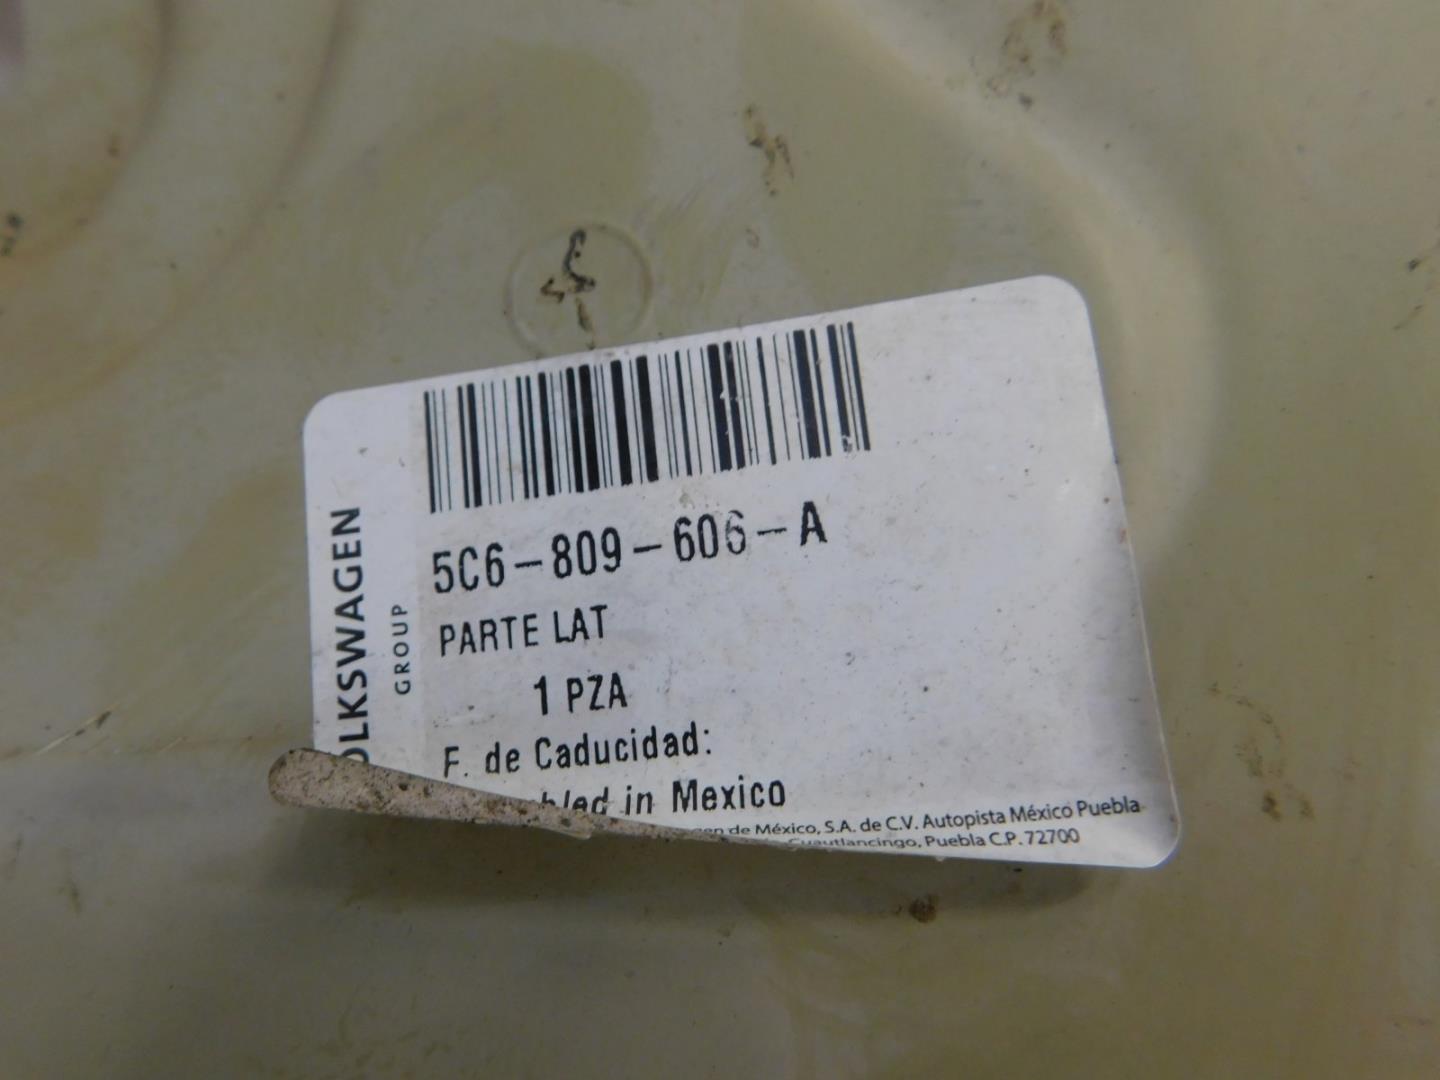 VOLKSWAGEN
GROUP
5C6-809-606-A
PARTE LAT
1 PZA
F. de Caducidad:
in Mexico
de México, S.A. de C.V. Autopista México Puebla
Cuautlancingo, Puebla C.P. 72700